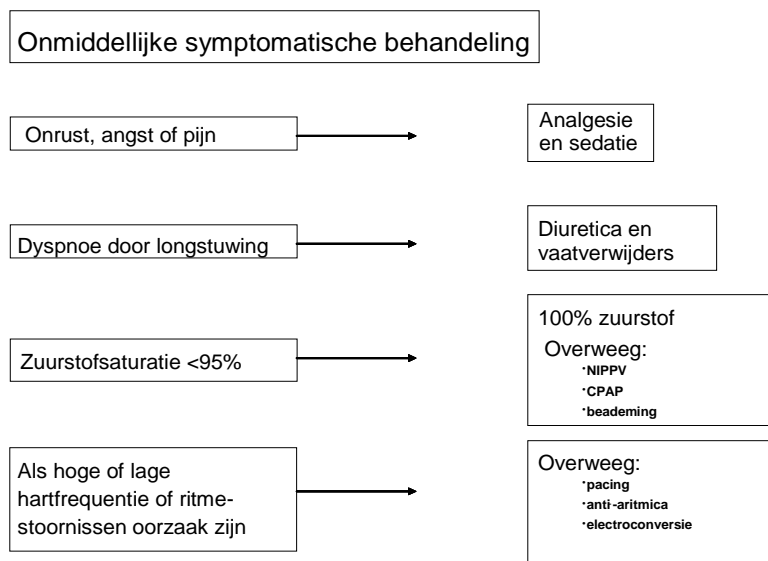 Onmiddellijke symptomatische behandeling
Onrust, angst of pijn
Analgesie
en sedatie
Dyspnoe door longstuwing
Diuretica en
vaatverwijders
Zuurstofsaturatie <95%
100% zuurstof
Overweeg:
·NIPPV
·CPAP
·beademing
Als hoge of lage
hartfrequentie of ritme-
stoornissen oorzaak zijn
Overweeg:
·pacing
·anti-aritmica
·electroconversie